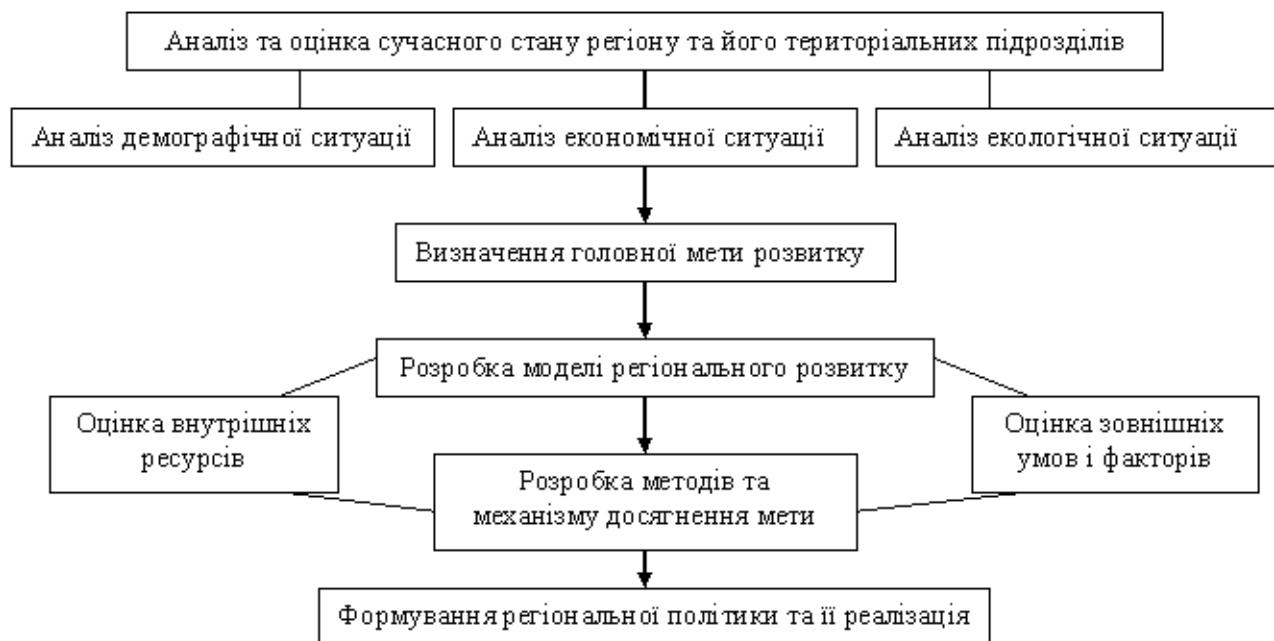 Аналіз та оцінка сучасного стану регіону та його територіальних підрозділів
Аналіз демографічної ситуації
Аналіз економічної ситуації
Аналіз екологічної ситуації
Визначення головної мети розвитку
Розробка моделі регіонального розвитку
Оцінка внутрішніх
ресурсів
Оцінка зовнішніх
умов і факторів
Розробка методів та
механізму досягнення мети
Формування регіональної політики та її реалізація